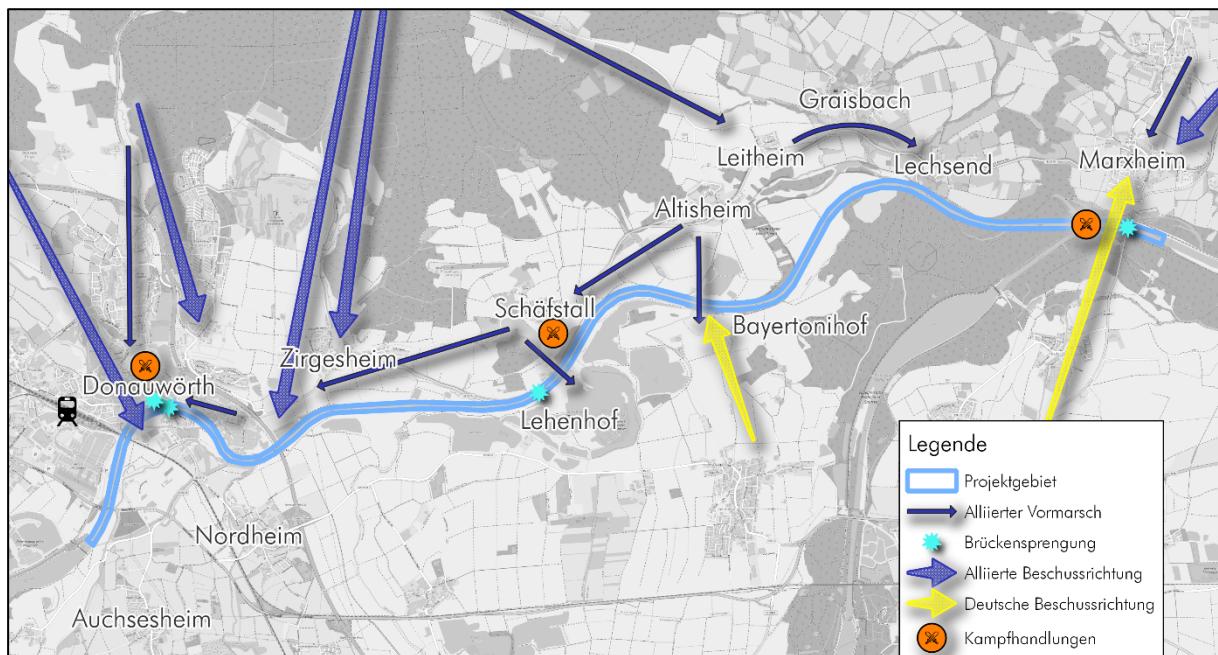 Graisbach
Leitheim
Lechsend
Marxheim
Altisheim
Schäfstall
Bayertonihof
Zirgesheim
Donauwörth
Lehenhof
Nordheim
Auchsesheim
Legende
Projektgebiet
Alliierter Vormarsch
Brückensprengung
Alliierte Beschussrichtung
Deutsche Beschussrichtung
Kampfhandlungen